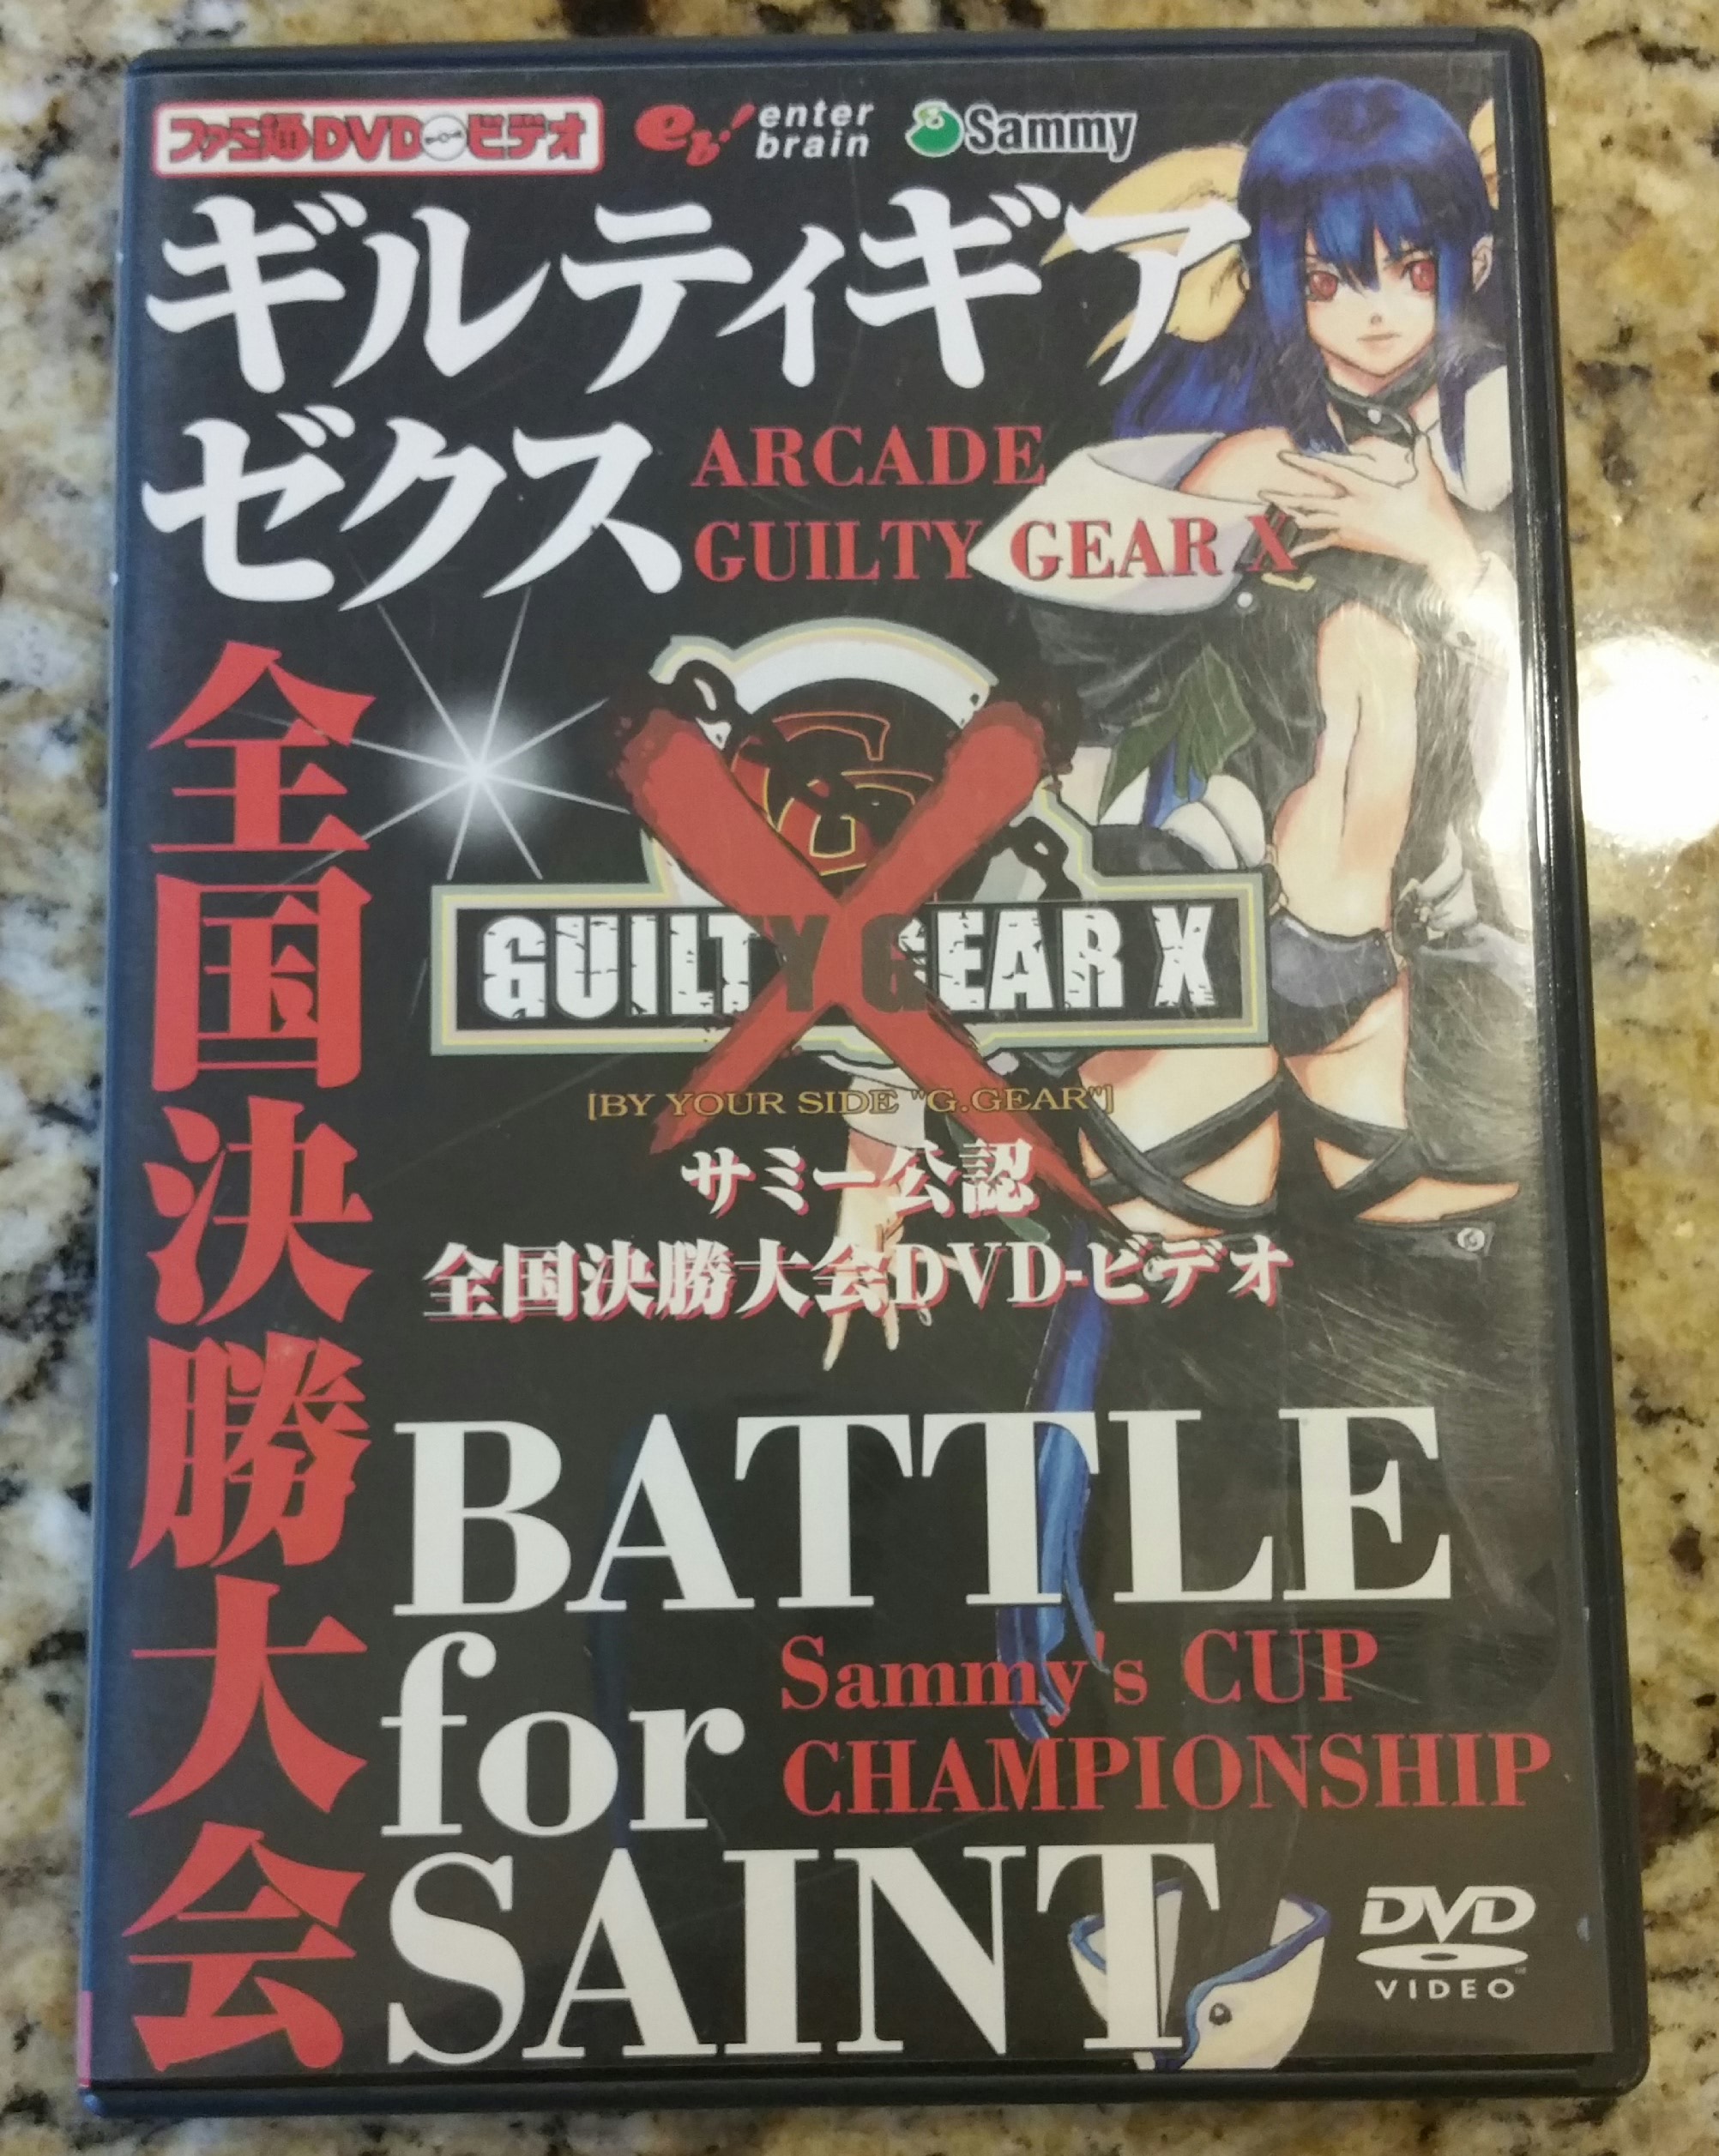 ファミ通DVDビデオ
eb! enter brain
Sammy
ギルティギア
ゼクス
ARCADE
GUILTY GEAR X
全国決勝大会
GG
GUILTY GEAR X
[BY YOUR SIDE "G.GEAR"]
サミー公認
全国決勝大会DVD-ビデオ
BATTLE
for
Sammy's CUP
CHAMPIONSHIP
SAINT
DVD
VIDEO